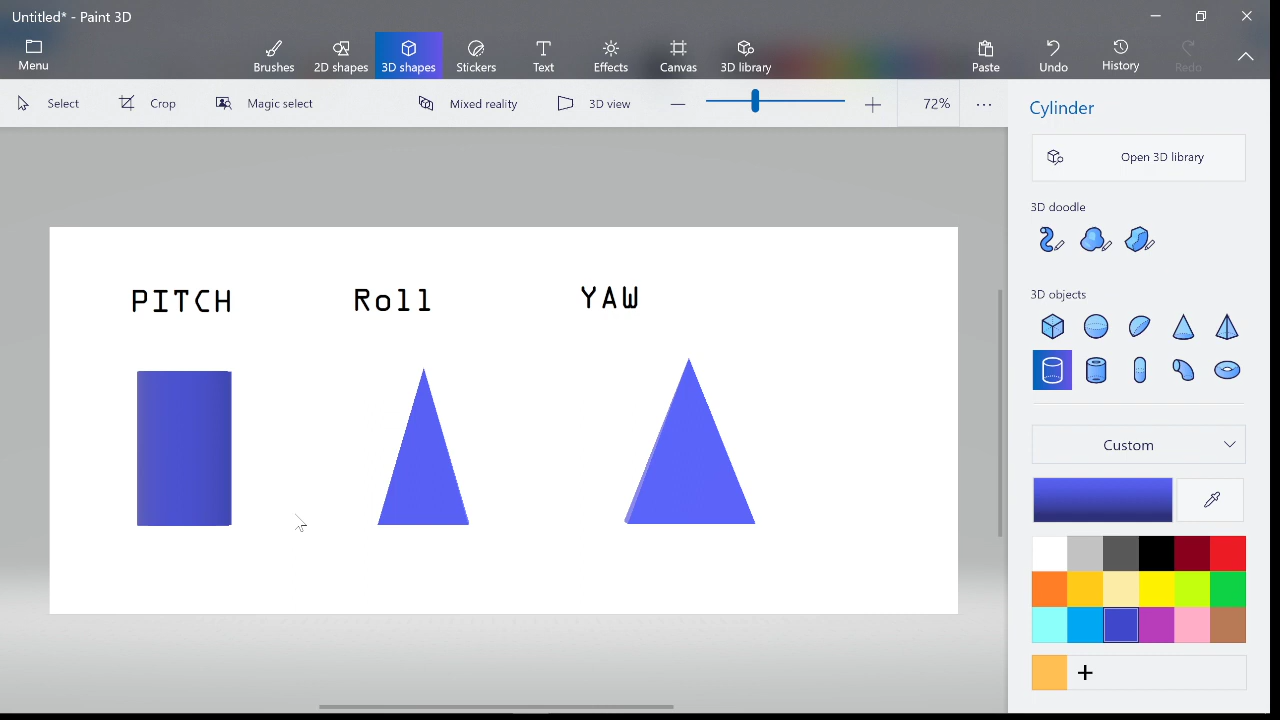 Untitled* - Paint 3D
Menu
Brushes
2D shapes
3D shapes
Stickers
Text
Effects
Canvas
3D library
Paste
Undo
History
Redo
Select
Crop
Magic select
Mixed reality
3D view
72%
Cylinder
Open 3D library
3D doodle
3D objects
Custom
PITCH
Roll
YAW